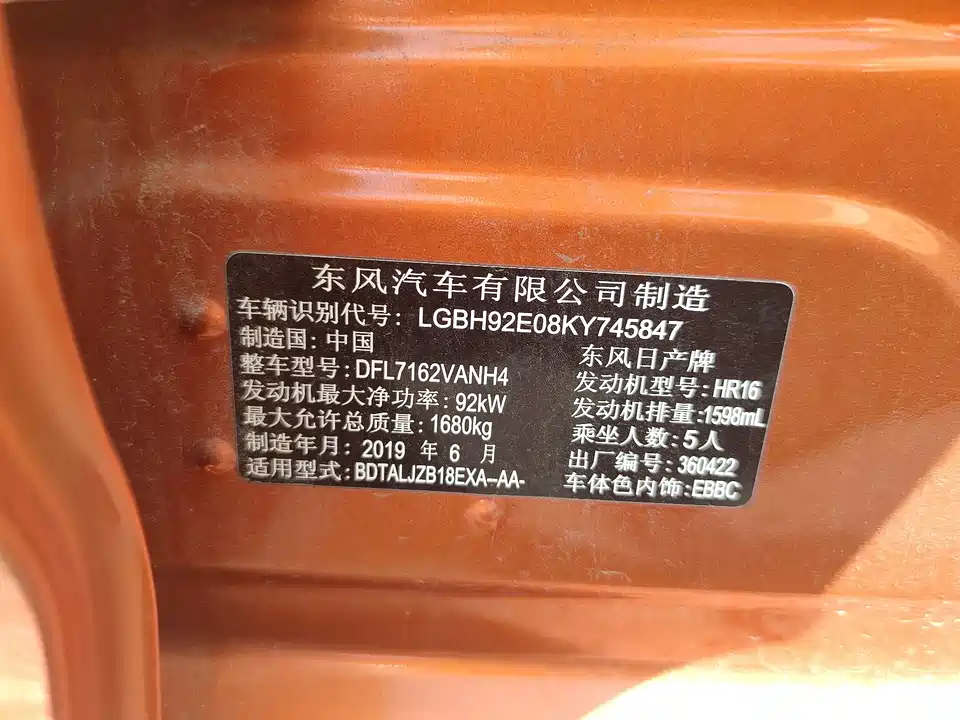 东风汽车有限公司制造
车辆识别代号：LGBH92E08KY745847
制造国：中国 东风日产牌
整车型号：DFL7162VANH4 发动机型号：HR16
发动机最大净功率：92kW 发动机排量：1598mL
最大允许总质量：1680kg 乘坐人数：5人
制造年月：2019 年 6 月 出厂编号：360422
适用型式：BDTALJZB18EXA--AA- 车体色内饰：EBBC